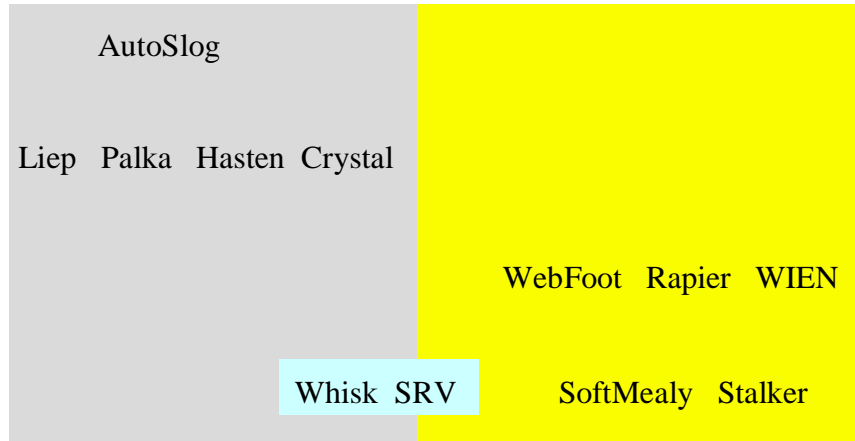 AutoSlog
Liep Palka Hasten Crystal
WebFoot Rapier WIEN
Whisk SRV SoftMealy Stalker